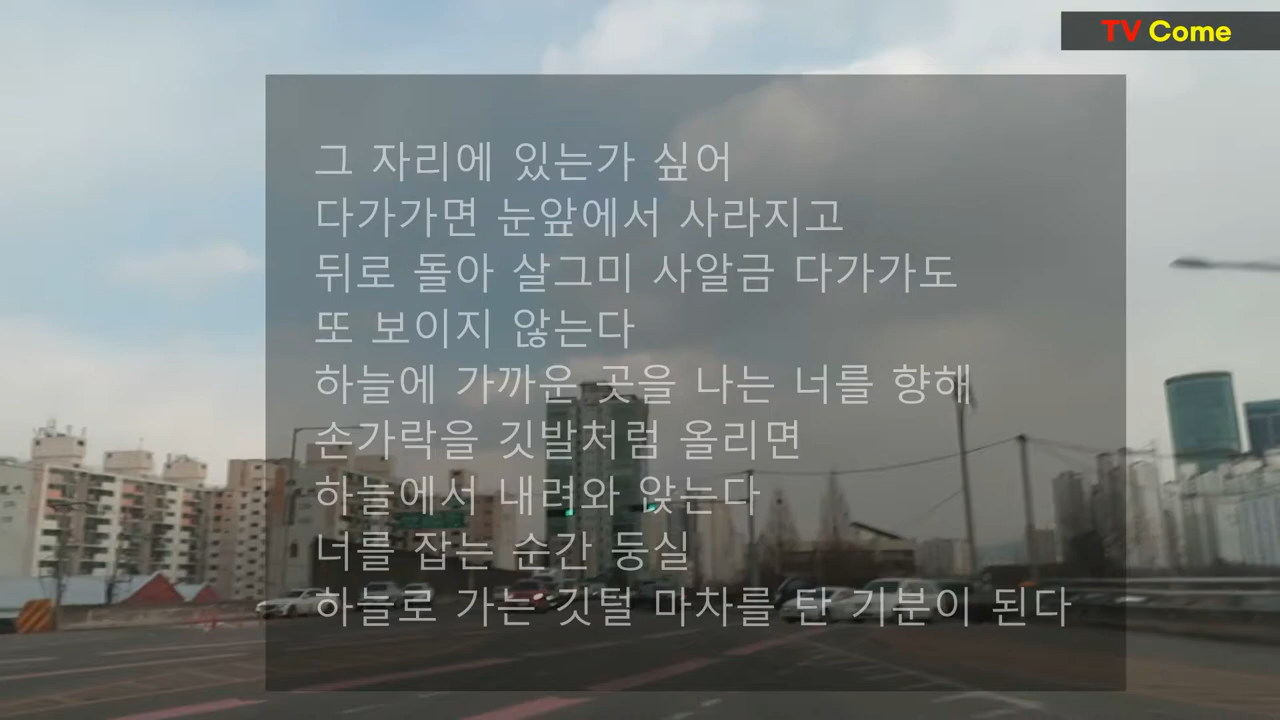 TV Come
그 자리에 있는가 싶어
다가가면 눈앞에서 사라지고
뒤로 돌아 살그미 사알금 다가가도
또 보이지 않는다
하늘에 가까운 곳을 나는 너를 향해
손가락을 깃발처럼 올리면
하늘에서 내려와 앉는다
너를 잡는 순간 둥실
하늘로 가는 깃털 마차를 탄 기분이 된다